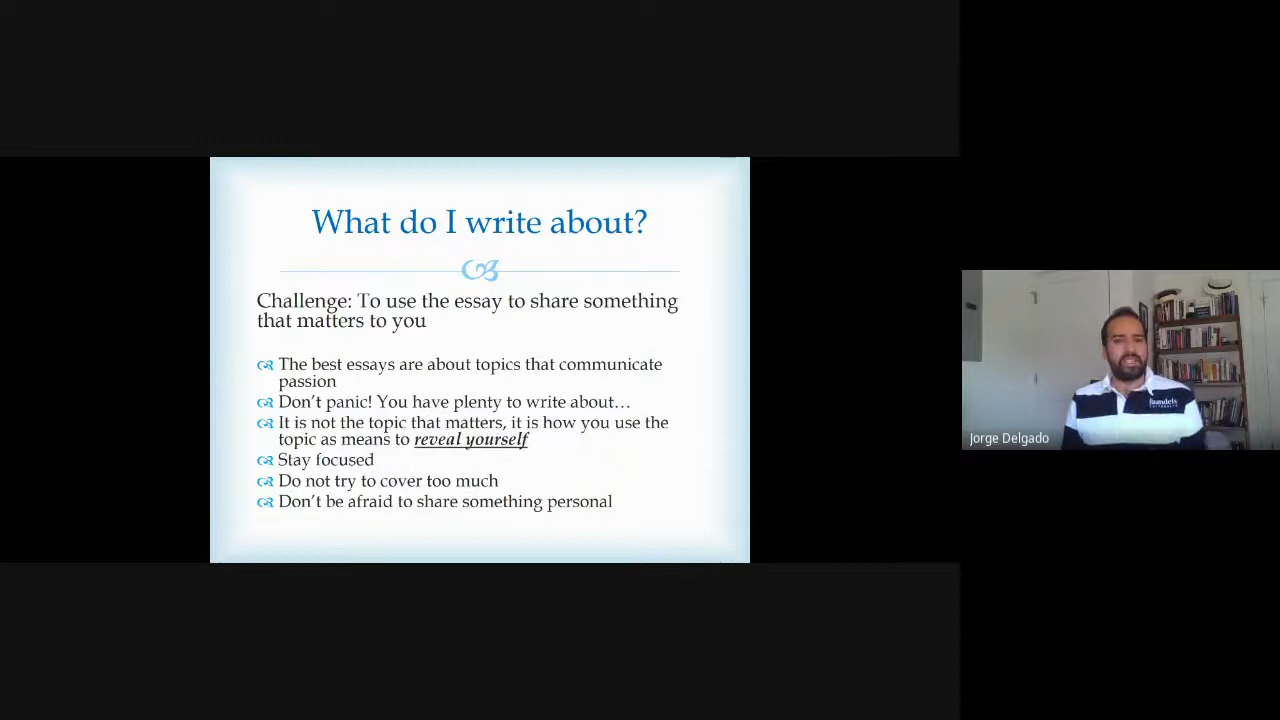 What do I write about?
Challenge: To use the essay to share something
that matters to you
The best essays are about topics that communicate
passion
Don't panic! You have plenty to write about…
It is not the topic that matters, it is how you use the
topic as means to reveal yourself
Stay focused
Do not try to cover too much
Don't be afraid to share something personal
Brandeis
UNIVERSITY
Jorge Delgado